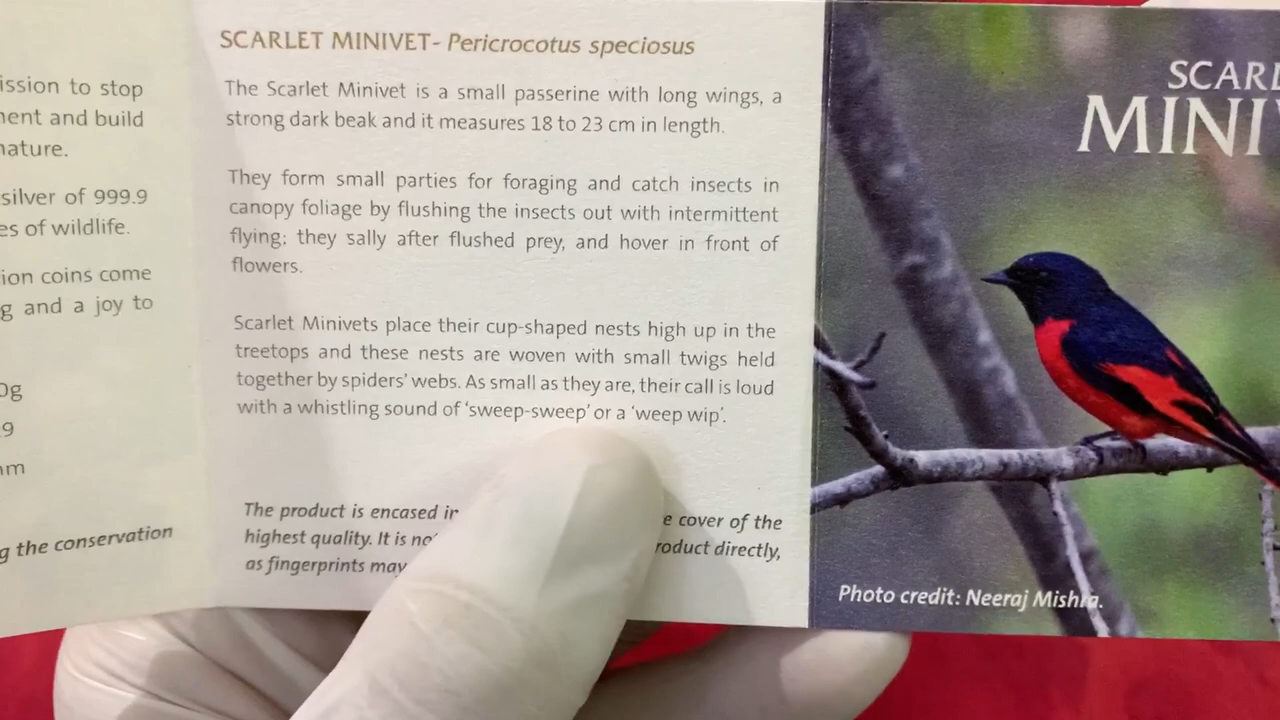 ission to stop
nent and build
nature.
silver of 999.9
es of wildlife.
ion coins come
g and a joy to
0g
9
nm
g the conservation
SCARLET MINIVET- Pericrocotus speciosus
The Scarlet Minivet is a small passerine with long wings, a
strong dark beak and it measures 18 to 23 cm in length.
They form small parties for foraging and catch insects in
canopy foliage by flushing the insects out with intermittent
flying; they sally after flushed prey, and hover in front of
flowers.
Scarlet Minivets place their cup-shaped nests high up in the
treetops and these nests are woven with small twigs held
together by spiders' webs. As small as they are, their call is loud
with a whistling sound of 'sweep-sweep' or a 'weep wip'.
The product is encased in e cover of the
highest quality. It is not roduct directly,
as fingerprints may
SCARL
MINIV
Photo credit: Neeraj Mishra.